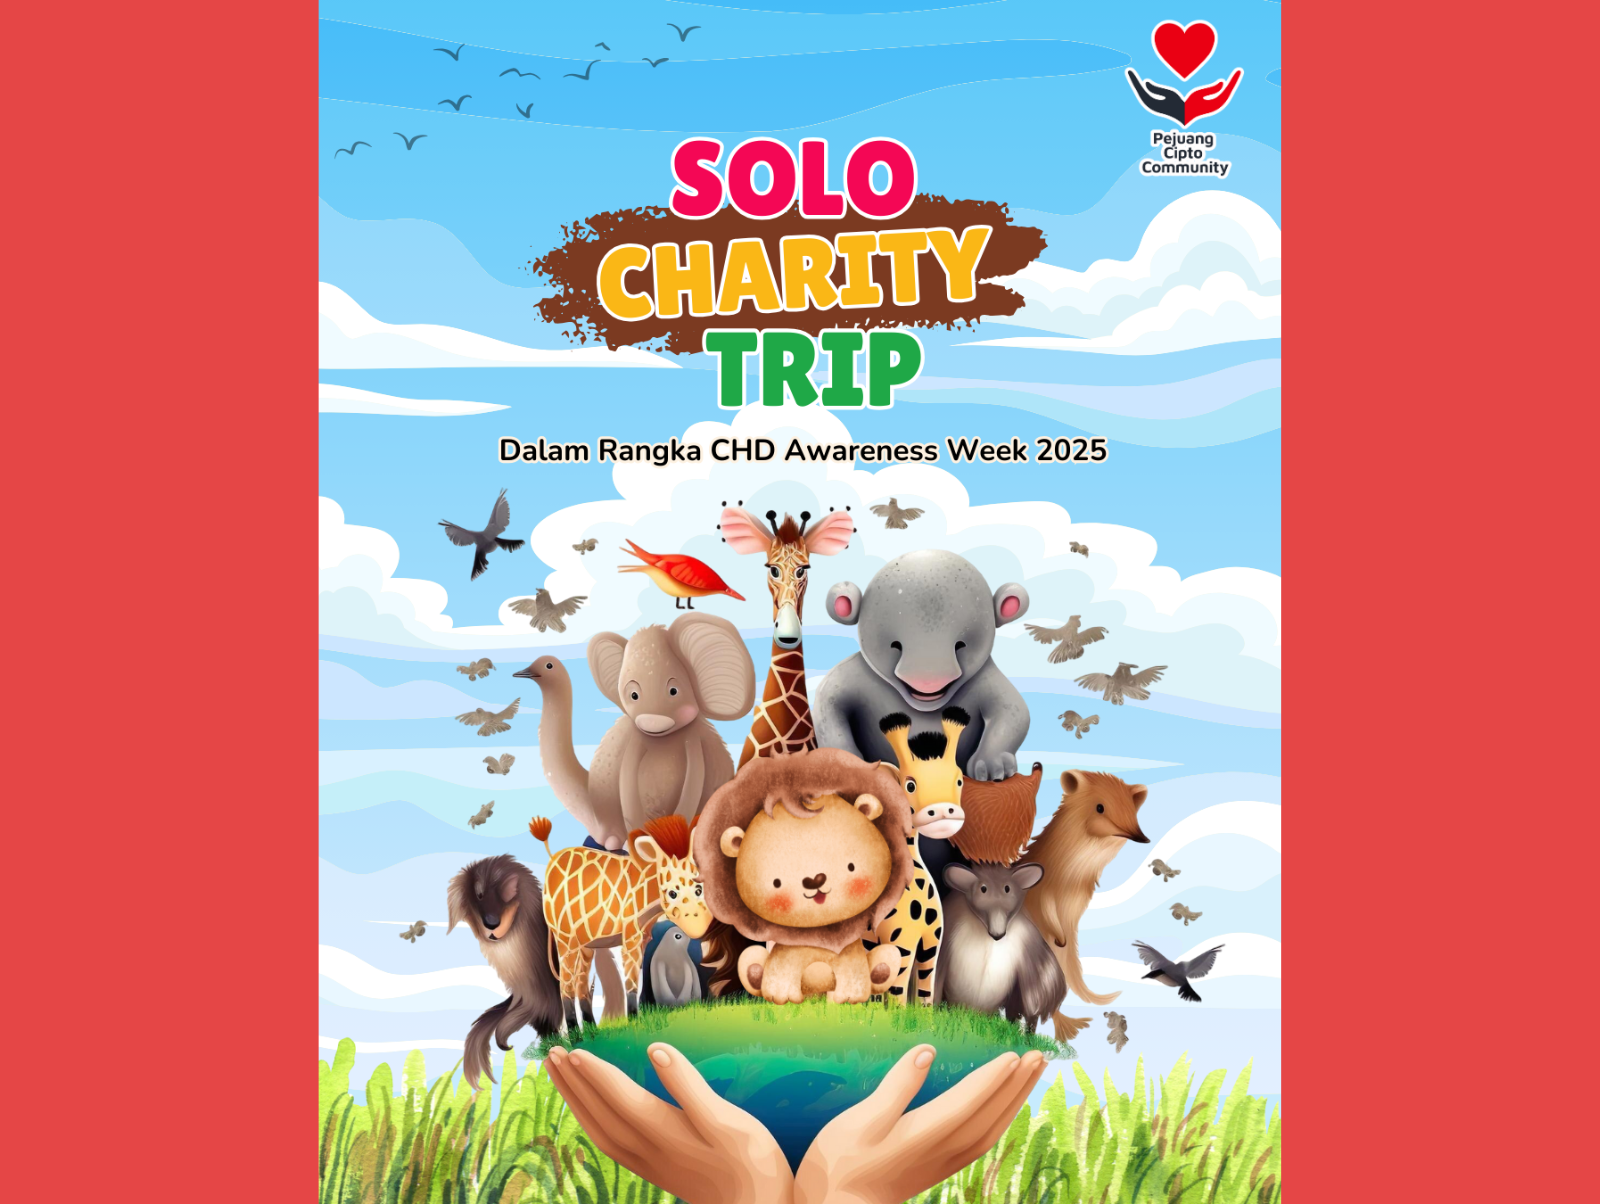 SOLO
CHARITY
TRIP
Dalam Rangka CHD Awareness Week 2025
Pejuang
Cipto
Community